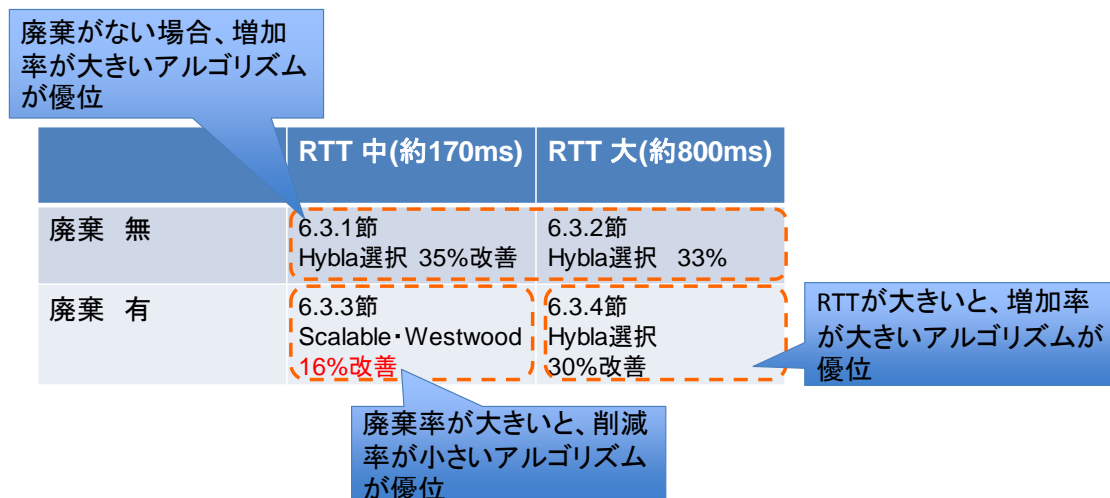 廃棄がない場合、増加
率が大きいアルゴリズム
が優位
RTT 中(約170ms)
RTT 大(約800ms)
廃棄　無
6.3.1節
Hybla選択 35%改善
6.3.2節
Hybla選択　33%
廃棄　有
6.3.3節
Scalable・Westwood
16%改善
6.3.4節
Hybla選択
30%改善
RTTが大きいと、増加率
が大きいアルゴリズムが
優位
廃棄率が大きいと、削減
率が小さいアルゴリズム
が優位